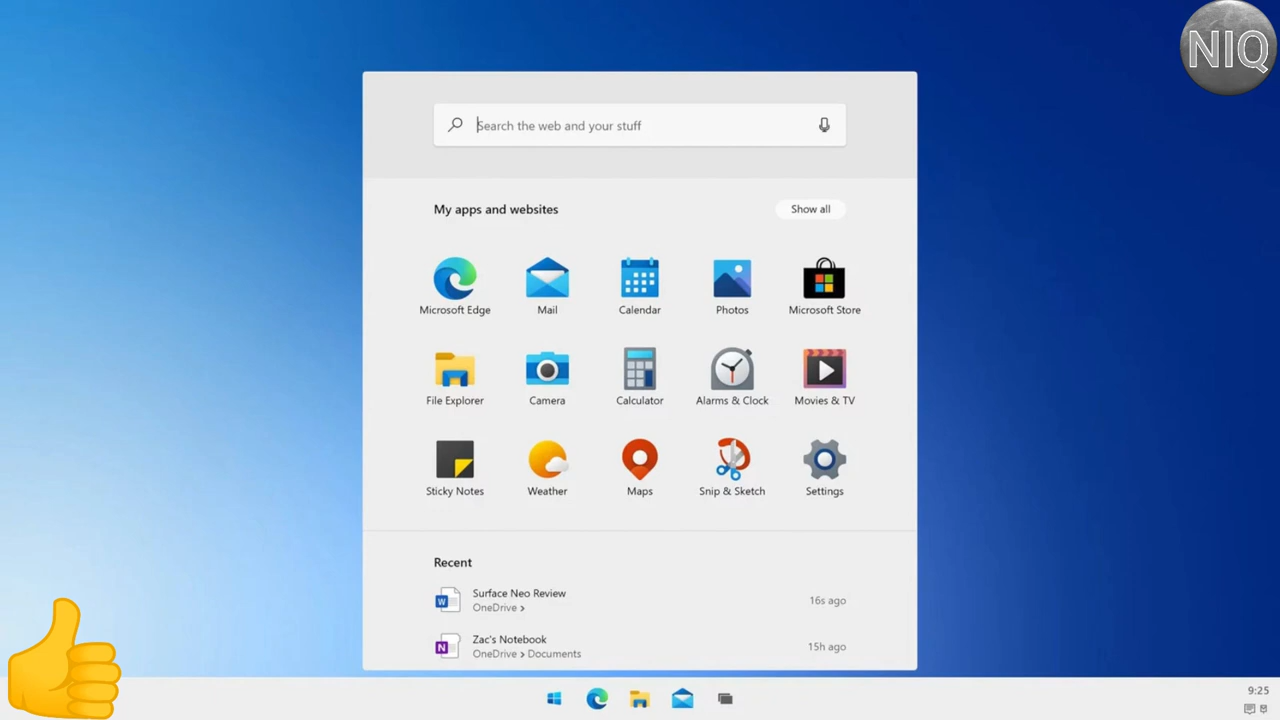 NIQ
Search the web and your stuff
My apps and websites
Show all
Microsoft Edge
Mail
Calendar
Photos
Microsoft Store
File Explorer
Camera
Calculator
Alarms & Clock
Movies & TV
Sticky Notes
Weather
Maps
Snip & Sketch
Settings
Recent
W
Surface Neo Review
OneDrive >
16s ago
N
Zac's Notebook
OneDrive > Documents
15h ago
9:25